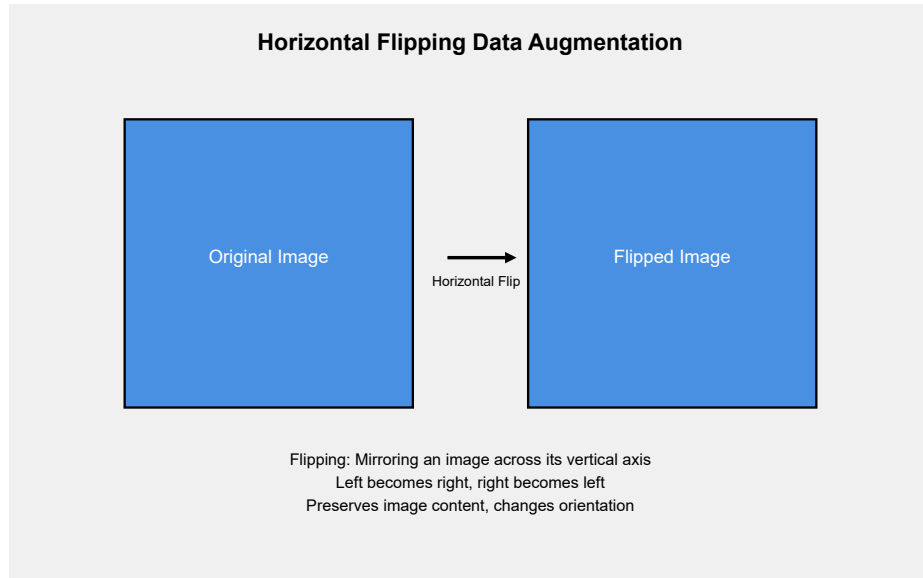 Horizontal Flipping Data Augmentation
Original Image
Horizontal Flip
Flipped Image
Flipping: Mirroring an image across its vertical axis
Left becomes right, right becomes left
Preserves image content, changes orientation